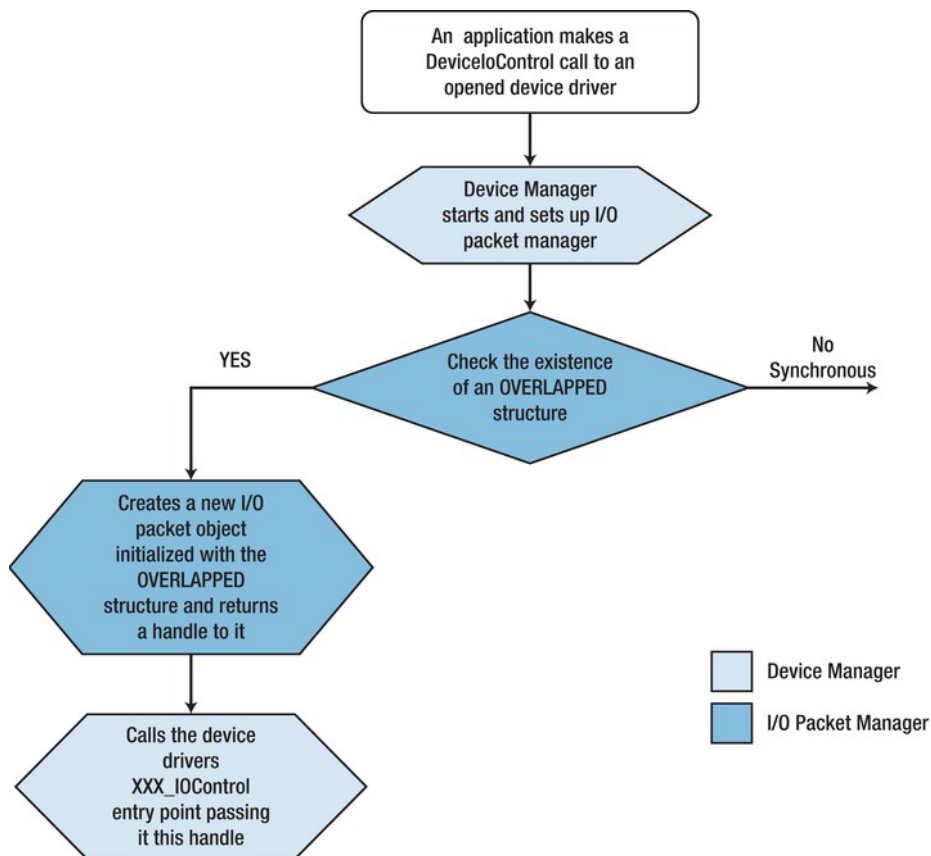 An application makes a
DeviceIoControl call to an
opened device driver
Device Manager
starts and sets up I/O
packet manager
YES
Check the existence
of an OVERLAPPED
structure
No
Synchronous
Creates a new I/O
packet object
initialized with the
OVERLAPPED
structure and returns
a handle to it
Device Manager
I/O Packet Manager
Calls the device
drivers
XXX_IOControl
entry point passing
it this handle